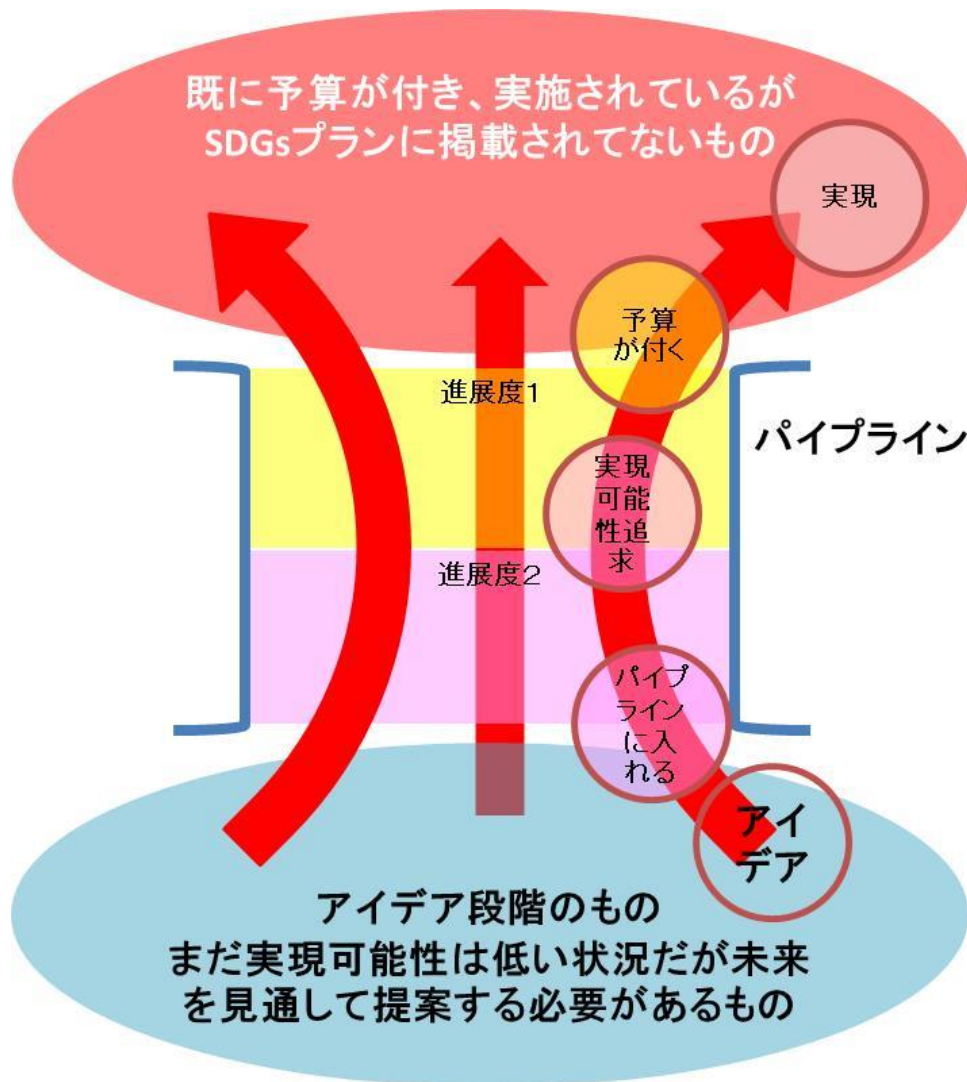 既に予算が付き、実施されているが
SDGsプランに掲載されてないもの
実現
予算
が付く
進展度1
パイプライン
実現
可能
性追
求
進展度2
パイプ
ラインに入
れる
アイ
デア
アイデア段階のもの
まだ実現可能性は低い状況だが未来
を見通して提案する必要があるもの